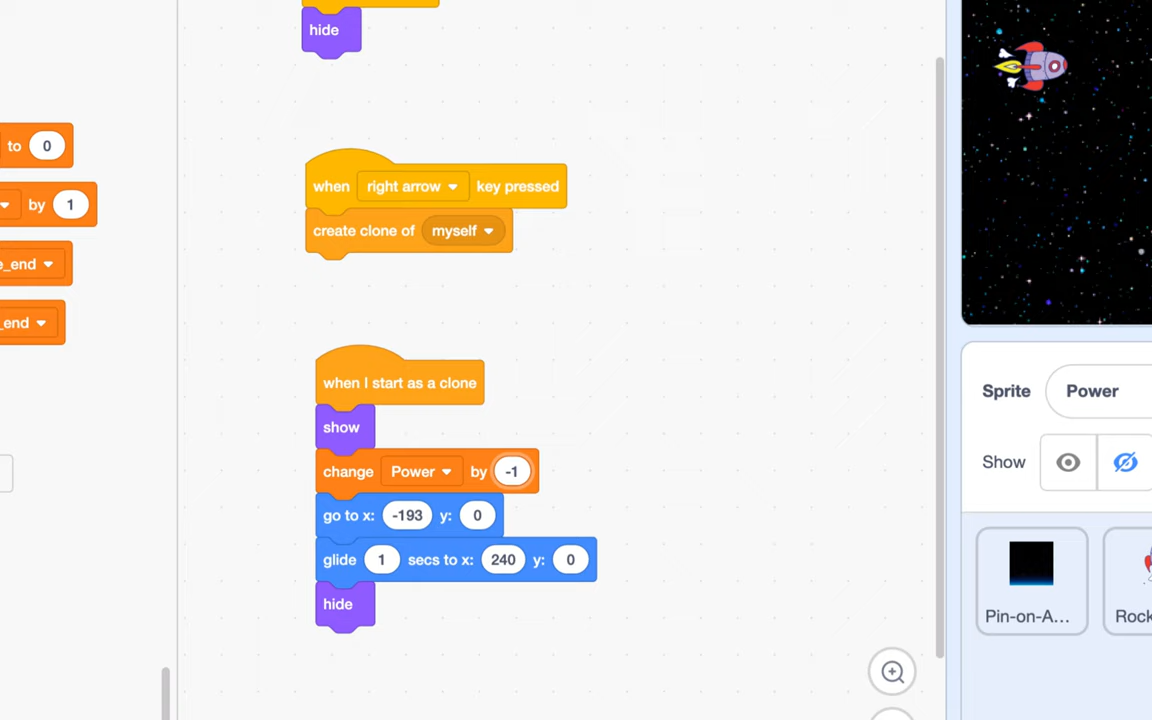 hide
to 0
by 1
e_end
_end
when right arrow key pressed
create clone of myself
when I start as a clone
show
change Power by -1
go to x: -193 y: 0
glide 1 secs to x: 240 y: 0
hide
Sprite Power
Show
Pin-on-A...
Rock